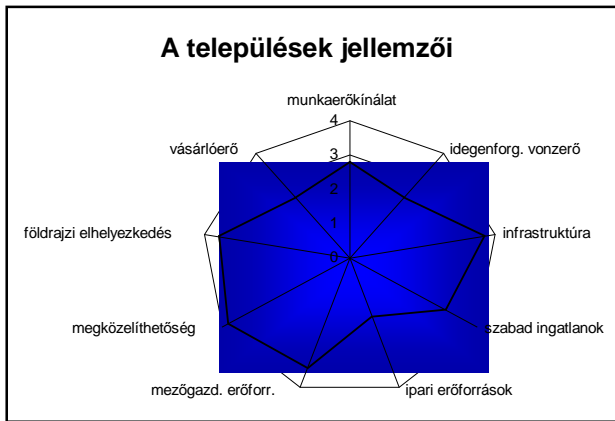 A települések jellemzői
munkaerőkínálat
idegenforg. vonzerő
infrastruktúra
szabad ingatlanok
ipari erőforrások
mezőgazd. erőforr.
megközelíthetőség
földrajzi elhelyezkedés
vásárlóerő
4
3
2
1
0